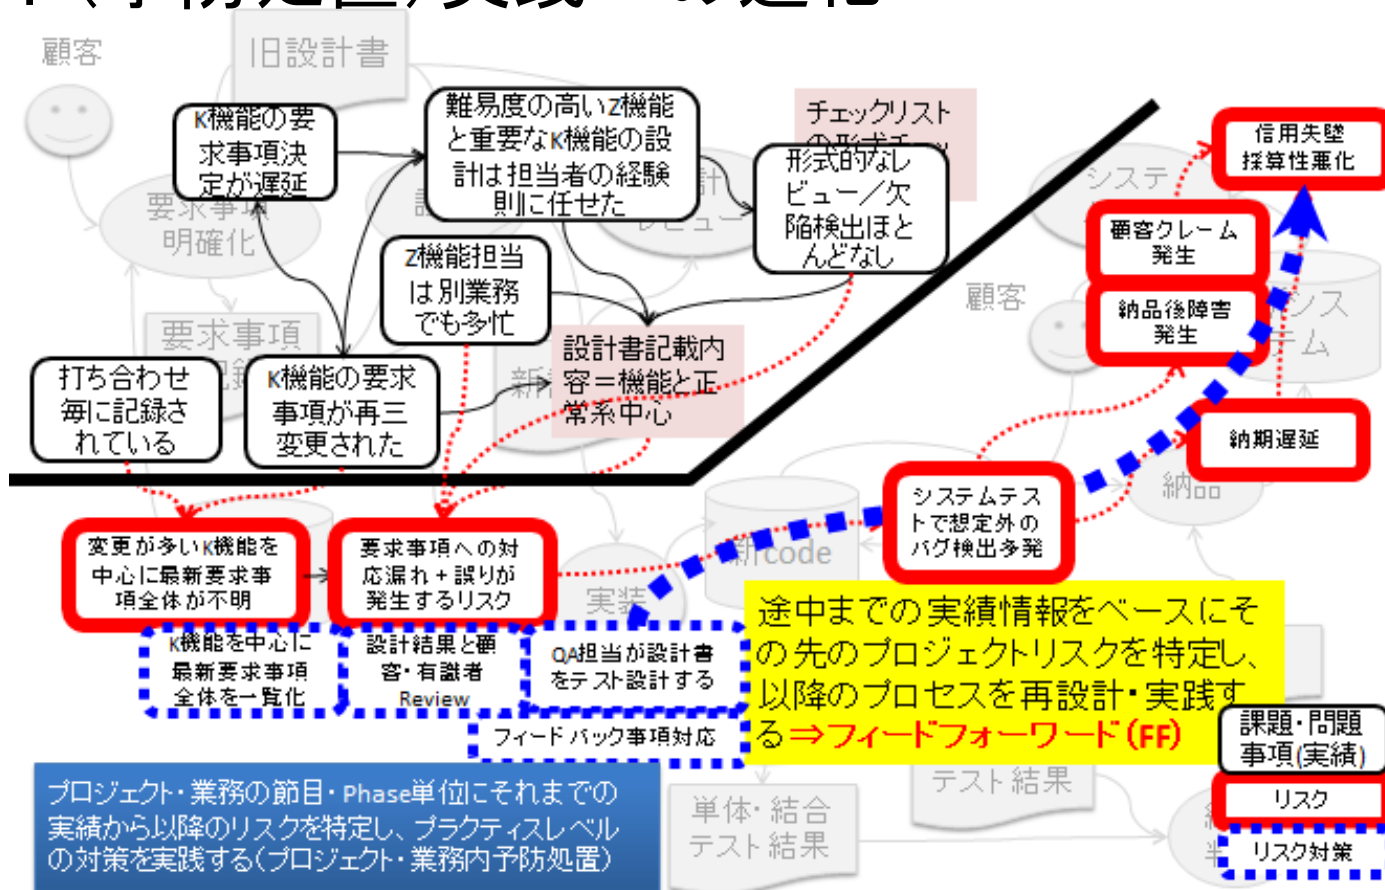 顧客
旧設計書
K機能の要
求事項決
定が遅延
難易度の高いZ機能
と重要なK機能の設
計は担当者の経験
則に任せた
チェックリスト
形式的なレ
ビュー／欠
陥検出ほと
んどなし
レビュー
要求事項
明確化
Z機能担当
は別業務
でも多忙
要求事項
打ち合わせ
毎に記録さ
れている
K機能の要求
事項が再三
変更された
設計書記載内
容＝機能と正
常系中心
システ
信用失墜
採算性悪化
顧客クレーム
発生
顧客
納品後障害
発生
納期遅延
納品
システムテス
トで想定外の
バグ検出多発
新code
実装
変更が多いK機能を
中心に最新要求事
項全体が不明
要求事項への対
応漏れ＋誤りが
発生するリスク
K機能を中心に
最新要求事項
全体を一覧化
設計結果と顧
客・有識者
Review
QA担当が設計書
をテスト設計する
フィードバック事項対応
途中までの実績情報をベースにそ
の先のプロジェクトリスクを特定し、
以降のプロセスを再設計・実践す
る⇒フィードフォーワード（FF）
課題・問題
事項(実績)
リスク
リスク対策
プロジェクト・業務の節目・Phase単位にそれまでの
実績から以降のリスクを特定し、プラクティスレベル
の対策を実践する（プロジェクト・業務内予防処置）
単体・結合
テスト結果
テスト結果